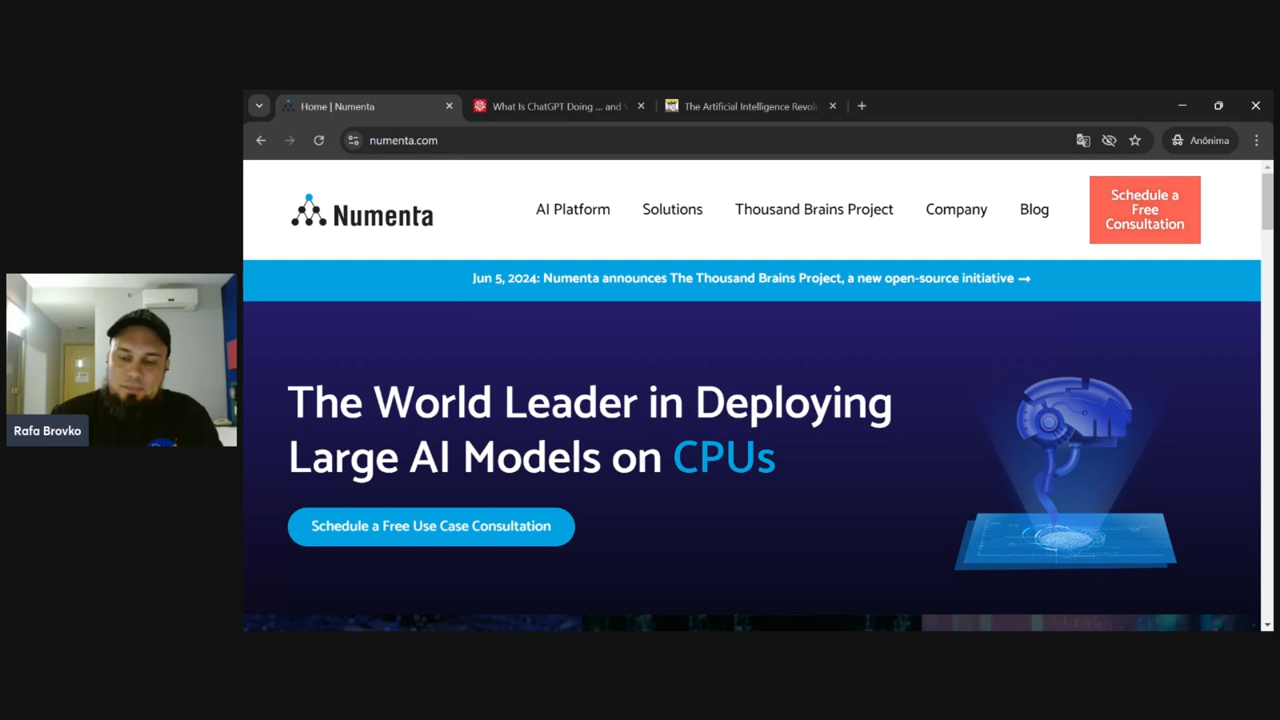 Home | Numenta
What Is ChatGPT Doing ... and
The Artificial Intelligence Revol
numenta.com
Anônima
Numenta
AI Platform
Solutions
Thousand Brains Project
Company
Blog
Schedule a
Free
Consultation
Jun 5, 2024: Numenta announces The Thousand Brains Project, a new open-source initiative →
The World Leader in Deploying
Large AI Models on CPUs
Schedule a Free Use Case Consultation
Rafa Brovko